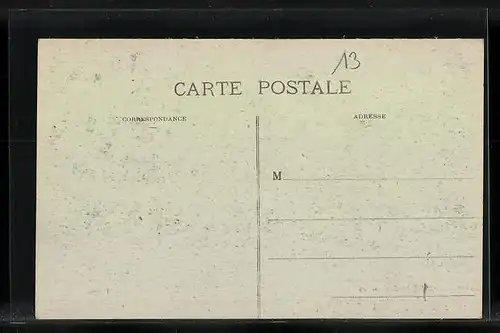 13
CARTE POSTALE
CORRESPONDANCE
ADRESSE
M